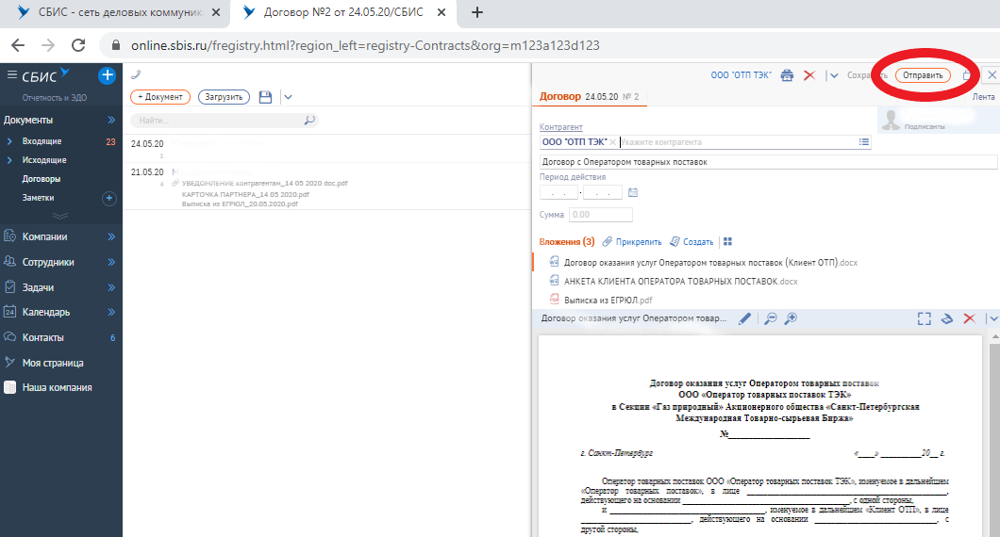 СБИС - сеть деловых коммуник
Договор №2 от 24.05.20/СБИС
online.sbis.ru/fregistry.html?region_left=registry-Contracts&org=m123a123d123
СБИС
Отчетность и ЭДО
Документы
Входящие 23
Исходящие
Договоры
Заметки
Компании
Сотрудники
Задачи
24 Календарь
Контакты 6
Моя страница
Наша компания
+ Документ Загрузить
Найти...
24.05.20
1
21.05.20
4 УВЕДОМЛЕНИЕ контрагентам_14 05 2020 doc.pdf
КАРТОЧКА ПАРТНЕРА_14 05 2020.pdf
Выписка из ЕГРЮЛ_20.05.2020.pdf
ООО "ОТП ТЭК" Отправить
Договор 24.05.20 № 2 Лента
Подписанты
Контрагент
ООО "ОТП ТЭК" Укажите контрагента
Договор с Оператором товарных поставок
Период действия
Сумма 0.00
Вложения (3) Прикрепить Создать
Договор оказания услуг Оператором товарных поставок (Клиент ОТП).docx
АНКЕТА КЛИЕНТА ОПЕРАТОРА ТОВАРНЫХ ПОСТАВОК.docx
Выписка из ЕГРЮЛ.pdf
Договор оказания услуг Оператором товар...
Договор оказания услуг Оператором товарных поставок
ООО «Оператор товарных поставок ТЭК»
в Секции «Газ природный» Акционерного общества «Санкт-Петербургская
Международная Товарно-сырьевая Биржа»
№____________________
г. Санкт-Петербург «____» __________20__ г.
Оператор товарных поставок ООО «Оператор товарных поставок ТЭК», именуемое в дальнейшем
«Оператор товарных поставок», в лице ____________________,
действующего на основании ____________________, с одной стороны,
и ____________________, именуемое в дальнейшем «Клиент ОТП», в лице
____________________, действующего на основании ____________________, с
другой стороны,